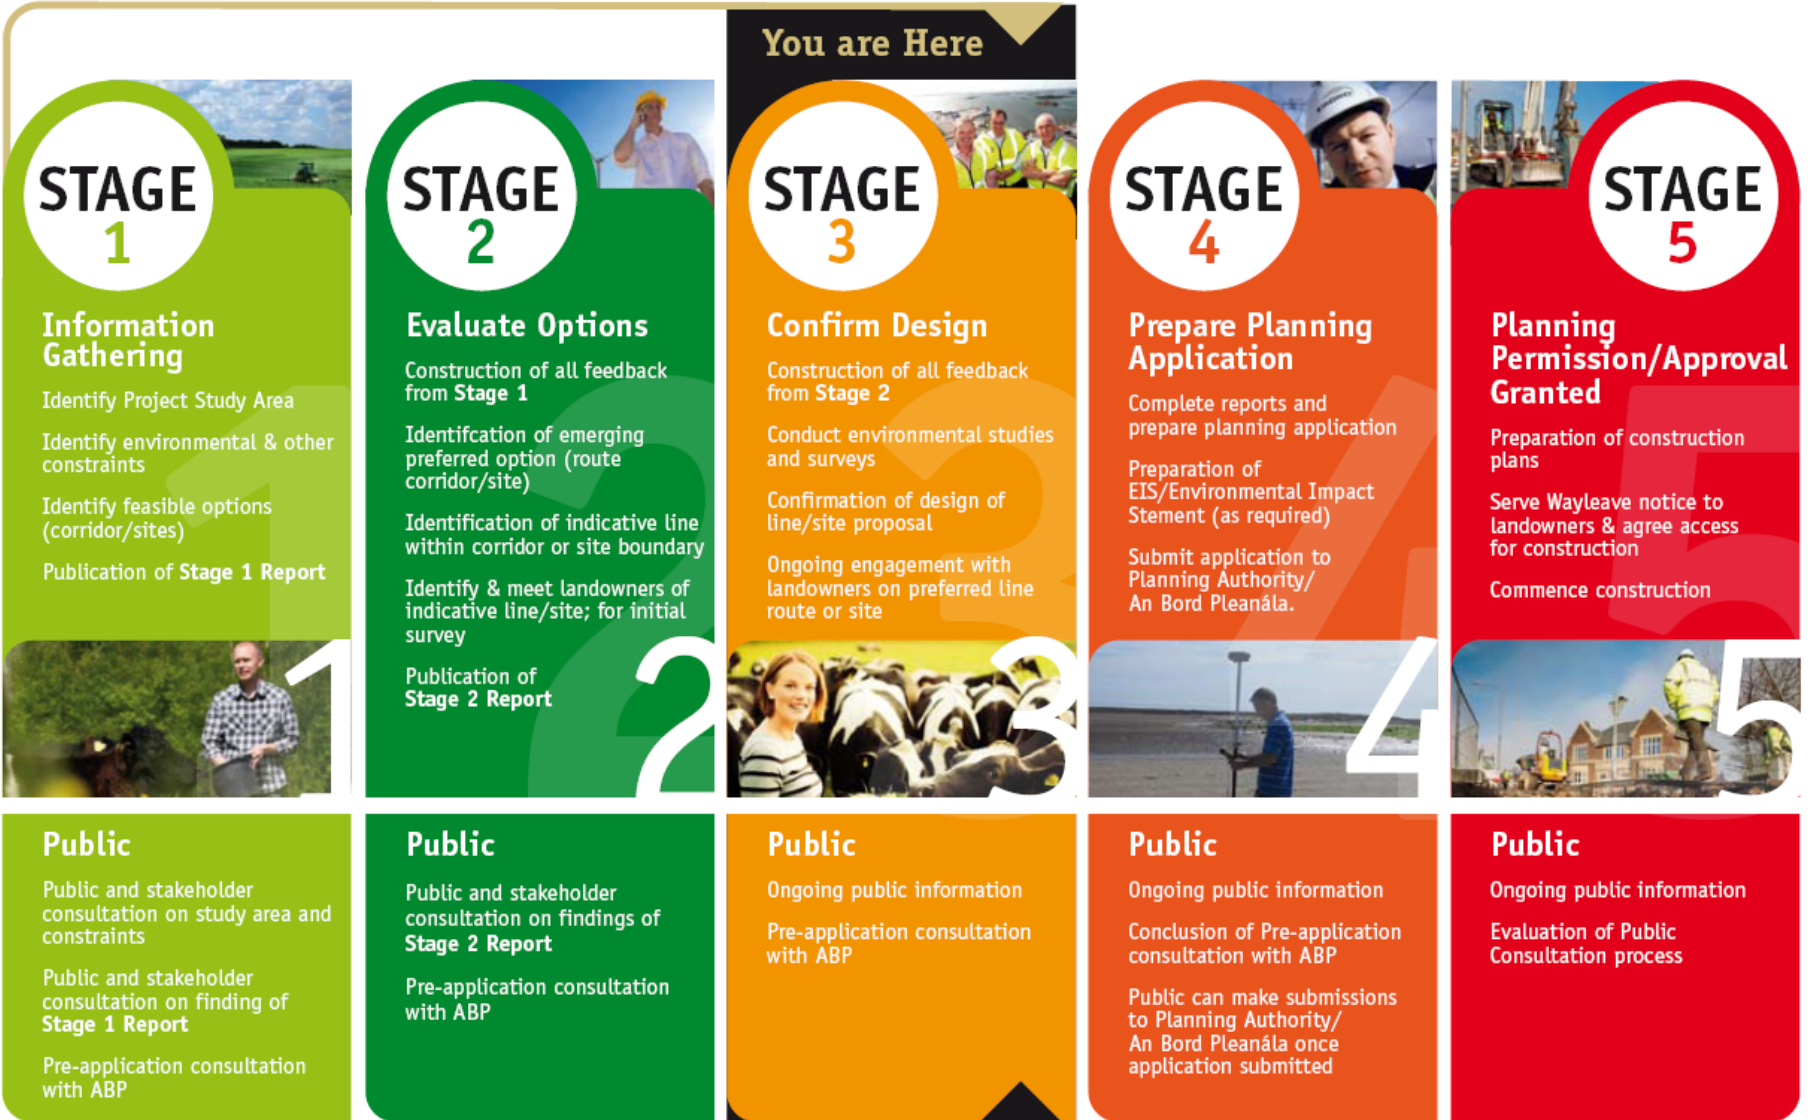 You are Here
STAGE
1
Information
Gathering
Identify Project Study Area
Identify environmental & other
constraints
Identify feasible options
(corridor/sites)
Publication of Stage 1 Report
1
Public
Public and stakeholder
consultation on study area and
constraints
Public and stakeholder
consultation on finding of
Stage 1 Report
Pre-application consultation
with ABP
STAGE
2
Evaluate Options
Construction of all feedback
from Stage 1
Identifcation of emerging
preferred option (route
corridor/site)
Identification of indicative line
within corridor or site boundary
Identify & meet landowners of
indicative line/site; for initial
survey
Publication of
Stage 2 Report
2
Public
Public and stakeholder
consultation on findings of
Stage 2 Report
Pre-application consultation
with ABP
STAGE
3
Confirm Design
Construction of all feedback
from Stage 2
Conduct environmental studies
and surveys
Confirmation of design of
line/site proposal
Ongoing engagement with
landowners on preferred line
route or site
3
Public
Ongoing public information
Pre-application consultation
with ABP
STAGE
4
Prepare Planning
Application
Complete reports and
prepare planning application
Preparation of
EIS/Environmental Impact
Stement (as required)
Submit application to
Planning Authority/
An Bord Pleanála.
4
Public
Ongoing public information
Conclusion of Pre-application
consultation with ABP
Public can make submissions
to Planning Authority/
An Bord Pleanála once
application submitted
STAGE
5
Planning
Permission/Approval
Granted
Preparation of construction
plans
Serve Wayleave notice to
landowners & agree access
for construction
Commence construction
5
Public
Ongoing public information
Evaluation of Public
Consultation process